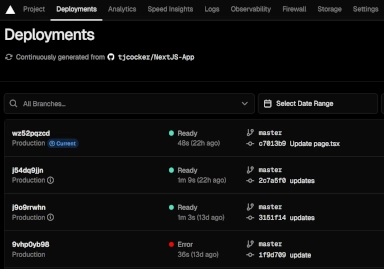 Project Deployments Analytics Speed Insights Logs Observability Firewall Storage Settings
Deployments
Continuously generated from tjcocker/NextJS-App
All Branches... Select Date Range
wz52pqzcd Ready master
Production Current 48s (22h ago) c7013b9 Update page.tsx
j54dq9jjn Ready master
Production 1m 9s (22h ago) 2c7a5f0 updates
j9o9rrwhn Ready master
Production 1m 3s (13d ago) 3151f14 updates
9vhp0yb98 Error master
Production 36s (13d ago) 1f9d709 update